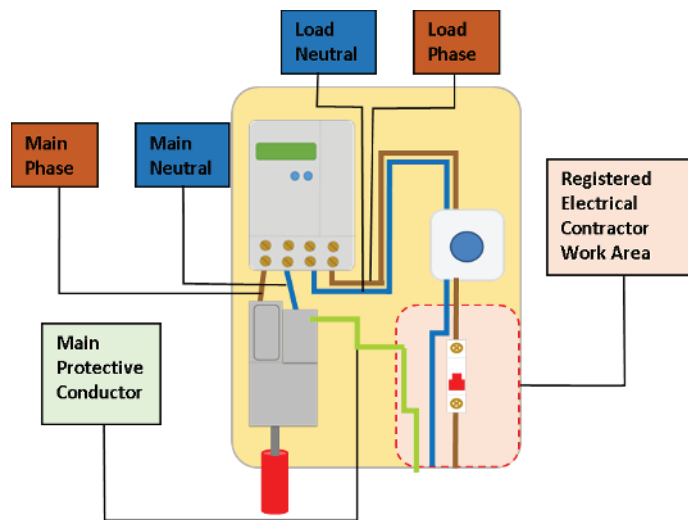 Load
Neutral
Load
Phase
Main
Phase
Main
Neutral
Registered
Electrical
Contractor
Work Area
Main
Protective
Conductor